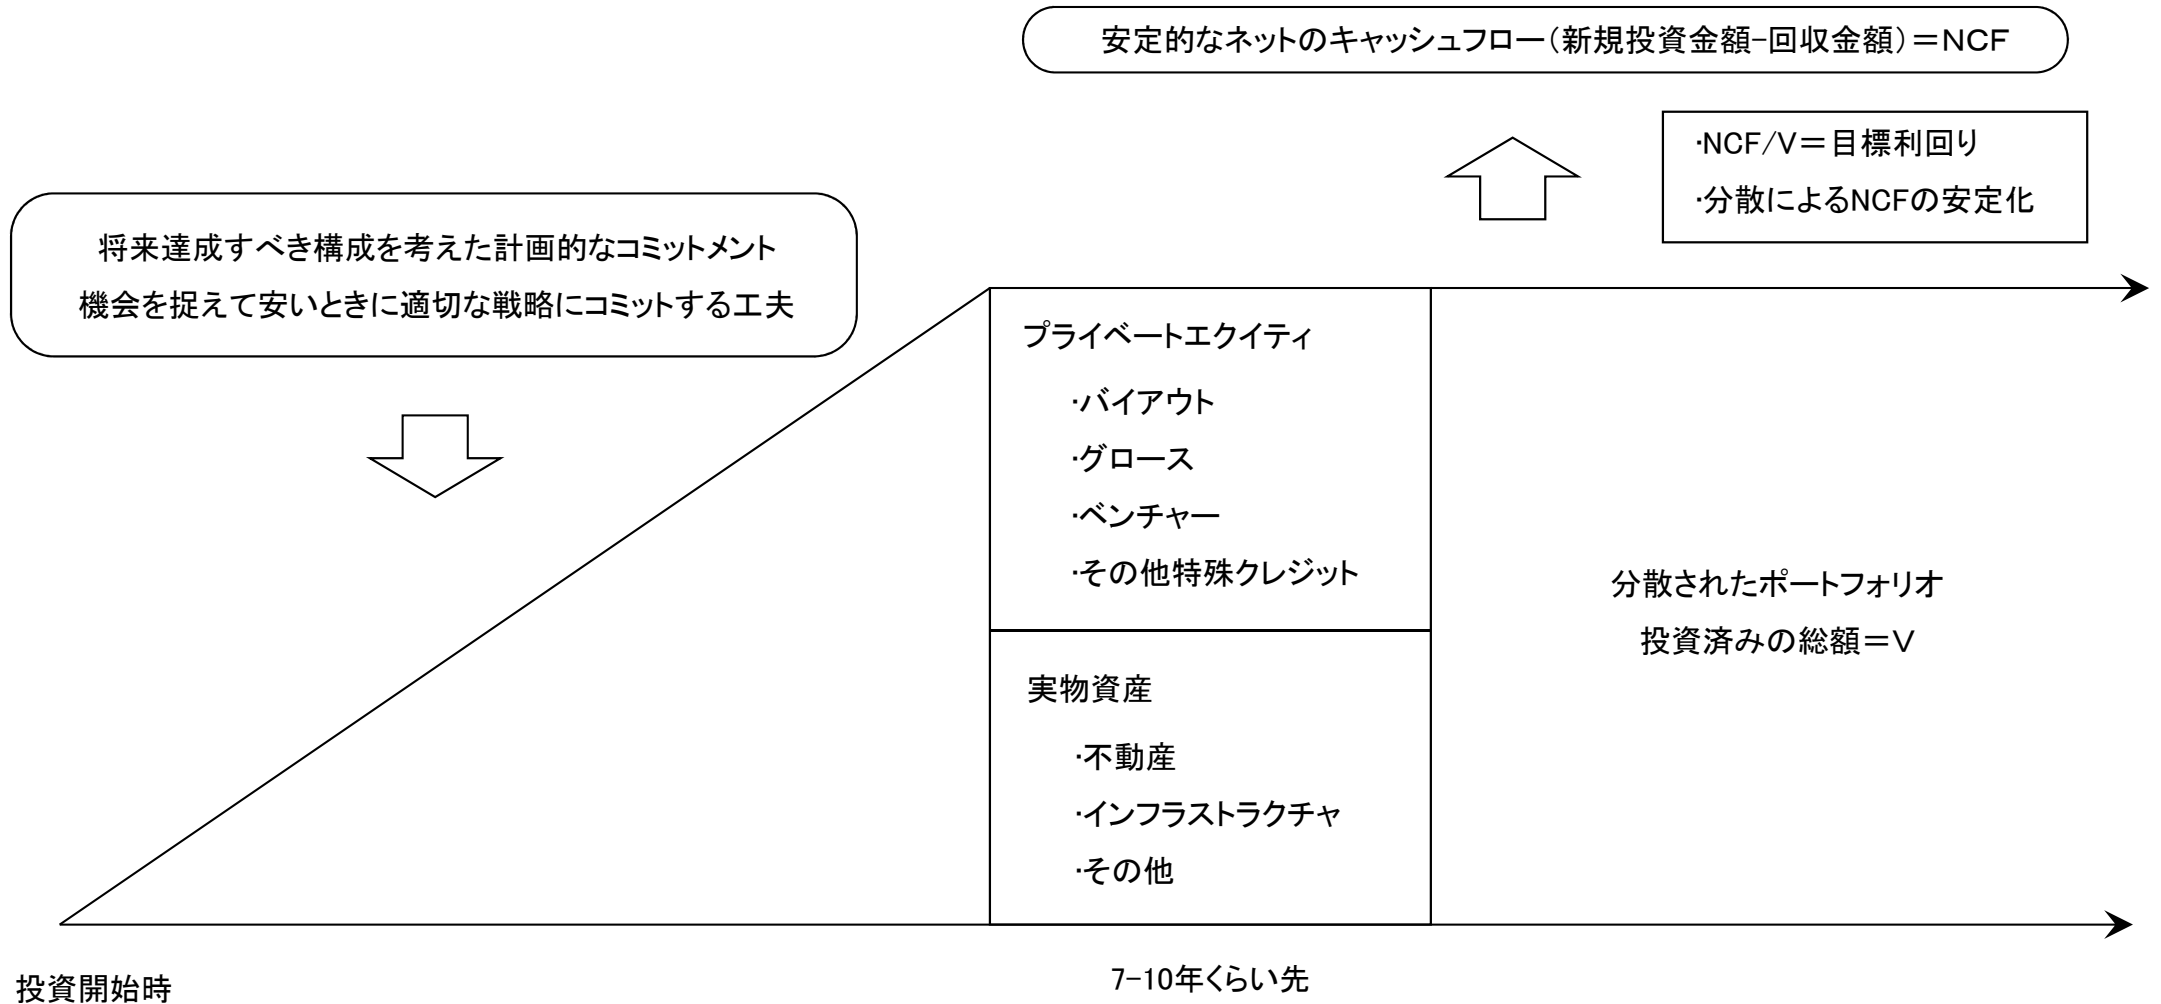 安定的なネットのキャッシュフロー(新規投資金額-回収金額)=NCF
・NCF/V=目標利回り
・分散によるNCFの安定化
将来達成すべき構成を考えた計画的なコミットメント
機会を捉えて安いときに適切な戦略にコミットする工夫
プライベートエクイティ
・バイアウト
・グロース
・ベンチャー
・その他特殊クレジット
実物資産
・不動産
・インフラストラクチャ
・その他
分散されたポートフォリオ
投資済みの総額=V
投資開始時
7-10年くらい先